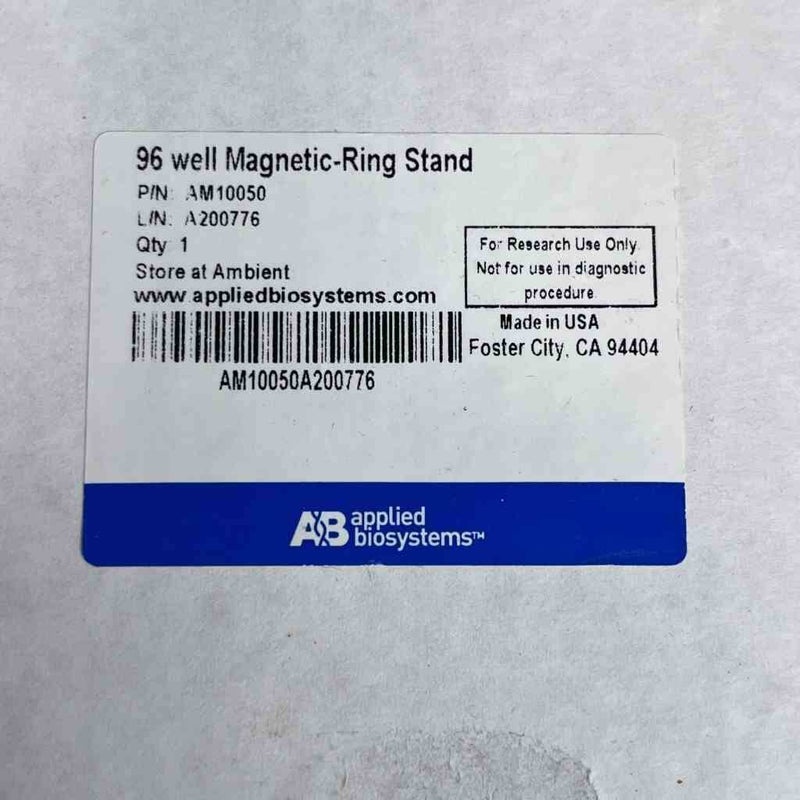 96 well Magnetic-Ring Stand
P/N: AM10050
L/N: A200776
Qty 1
Store at Ambient
www.appliedbiosystems.com
For Research Use Only.
Not for use in diagnostic
procedure
Made in USA
Foster City, CA 94404
AM10050A200776
AB applied
biosystems™